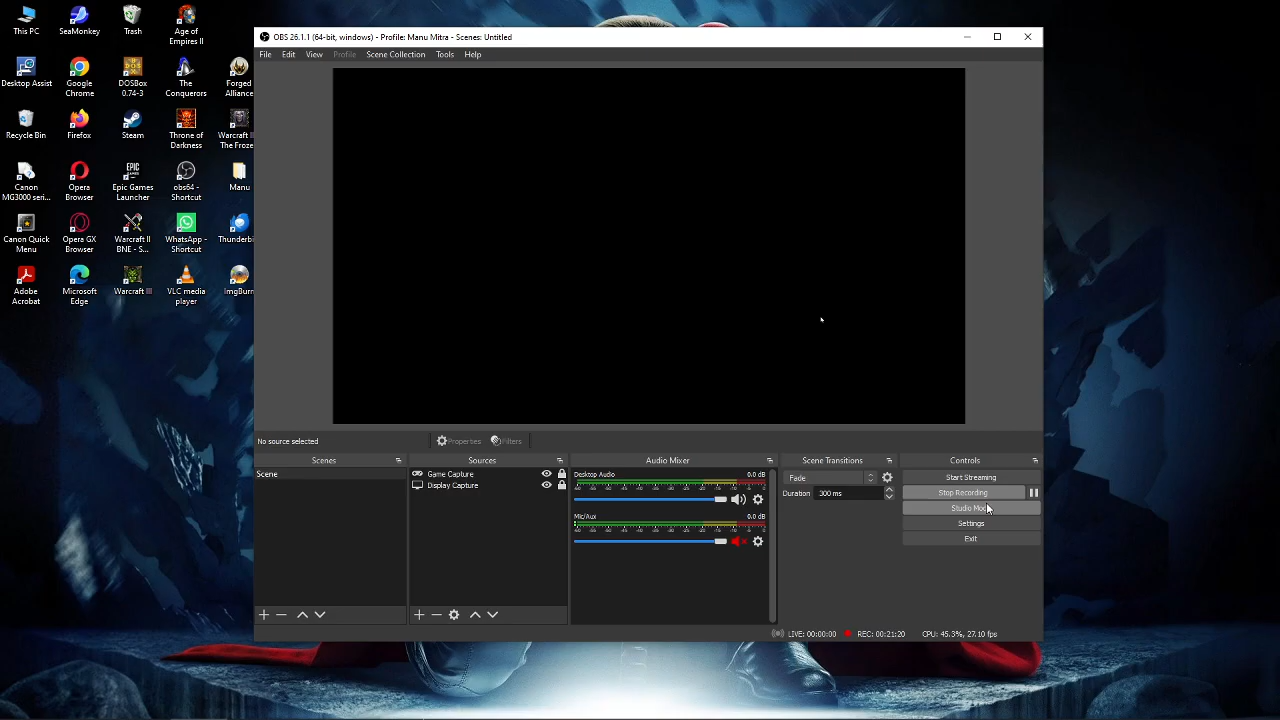 This PC
SeaMonkey
Trash
Age of
Empires II
Desktop Assist
Google
Chrome
DOSBox
0.74-3
The
Conquerors
Forged
Alliance
Recycle Bin
Firefox
Steam
Throne of
Darkness
Warcraft
The Froze
Canon
MG3000 seri...
Opera
Browser
Epic Games
Launcher
obs64 -
Shortcut
Manu
Canon Quick
Menu
Opera GX
Browser
Warcraft II
BNE - S...
WhatsApp -
Shortcut
Thunderbi
Adobe
Acrobat
Microsoft
Edge
Warcraft
VLC media
player
ImgBurn
OBS 26.1.1 (64-bit, windows) - Profile: Manu Mitra - Scenes: Untitled
File Edit View Profile Scene Collection Tools Help
No source selected
Properties
Filters
Scenes
Scene
Sources
Game Capture
Display Capture
Audio Mixer
Desktop Audio 0.0 dB
Mic/Aux 0.0 dB
Scene Transitions
Fade
Duration 300 ms
Controls
Start Streaming
Stop Recording
Studio Mod
Settings
Exit
LIVE: 00:00:00 REC: 00:21:20 CPU: 45.3%, 27.10 fps